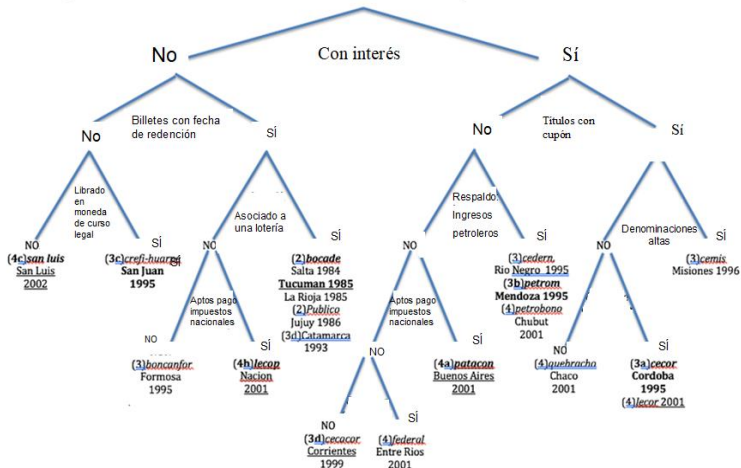 No
Con interés
Sí
Billetes con fecha
de redención
No
SÍ
Titulos con
cupón
No
Sí
Librado
en
moneda
de curso
legal
Asociado a
una lotería
Respaldo:
Ingresos
petroleros
Denominaciones
altas
NO
(4c)san luis
San Luis
2002
SÍ
(3c)crefi-huarpe
San Juan
1995
NO
SÍ
(2)bocade
Salta 1984
Tucuman 1985
La Rioja 1985
(2)Publico
Jujuy 1986
(3d)Catamarca
1993
NO
SÍ
(3)cedern,
Rio Negro 1995
(3b)petrom
Mendoza 1995
(4)petrobono
Chubut
2001
NO
SÍ
(3)cemis
Misiones 1996
Aptos pago
impuestos
nacionales
Aptos pago
impuestos
nacionales
NO
(3)boncanfor
Formosa
1995
SÍ
(4b)lecop
Nacion
2001
NO
SÍ
(4a)patacon
Buenos Aires
2001
NO
(4)quebracho
Chaco
2001
SÍ
(3a)cecor
Cordoba
1995
(4)lecor 2001
NO
(3d)cecacor
Corrientes
1999
SÍ
(4)federal
Entre Rios
2001